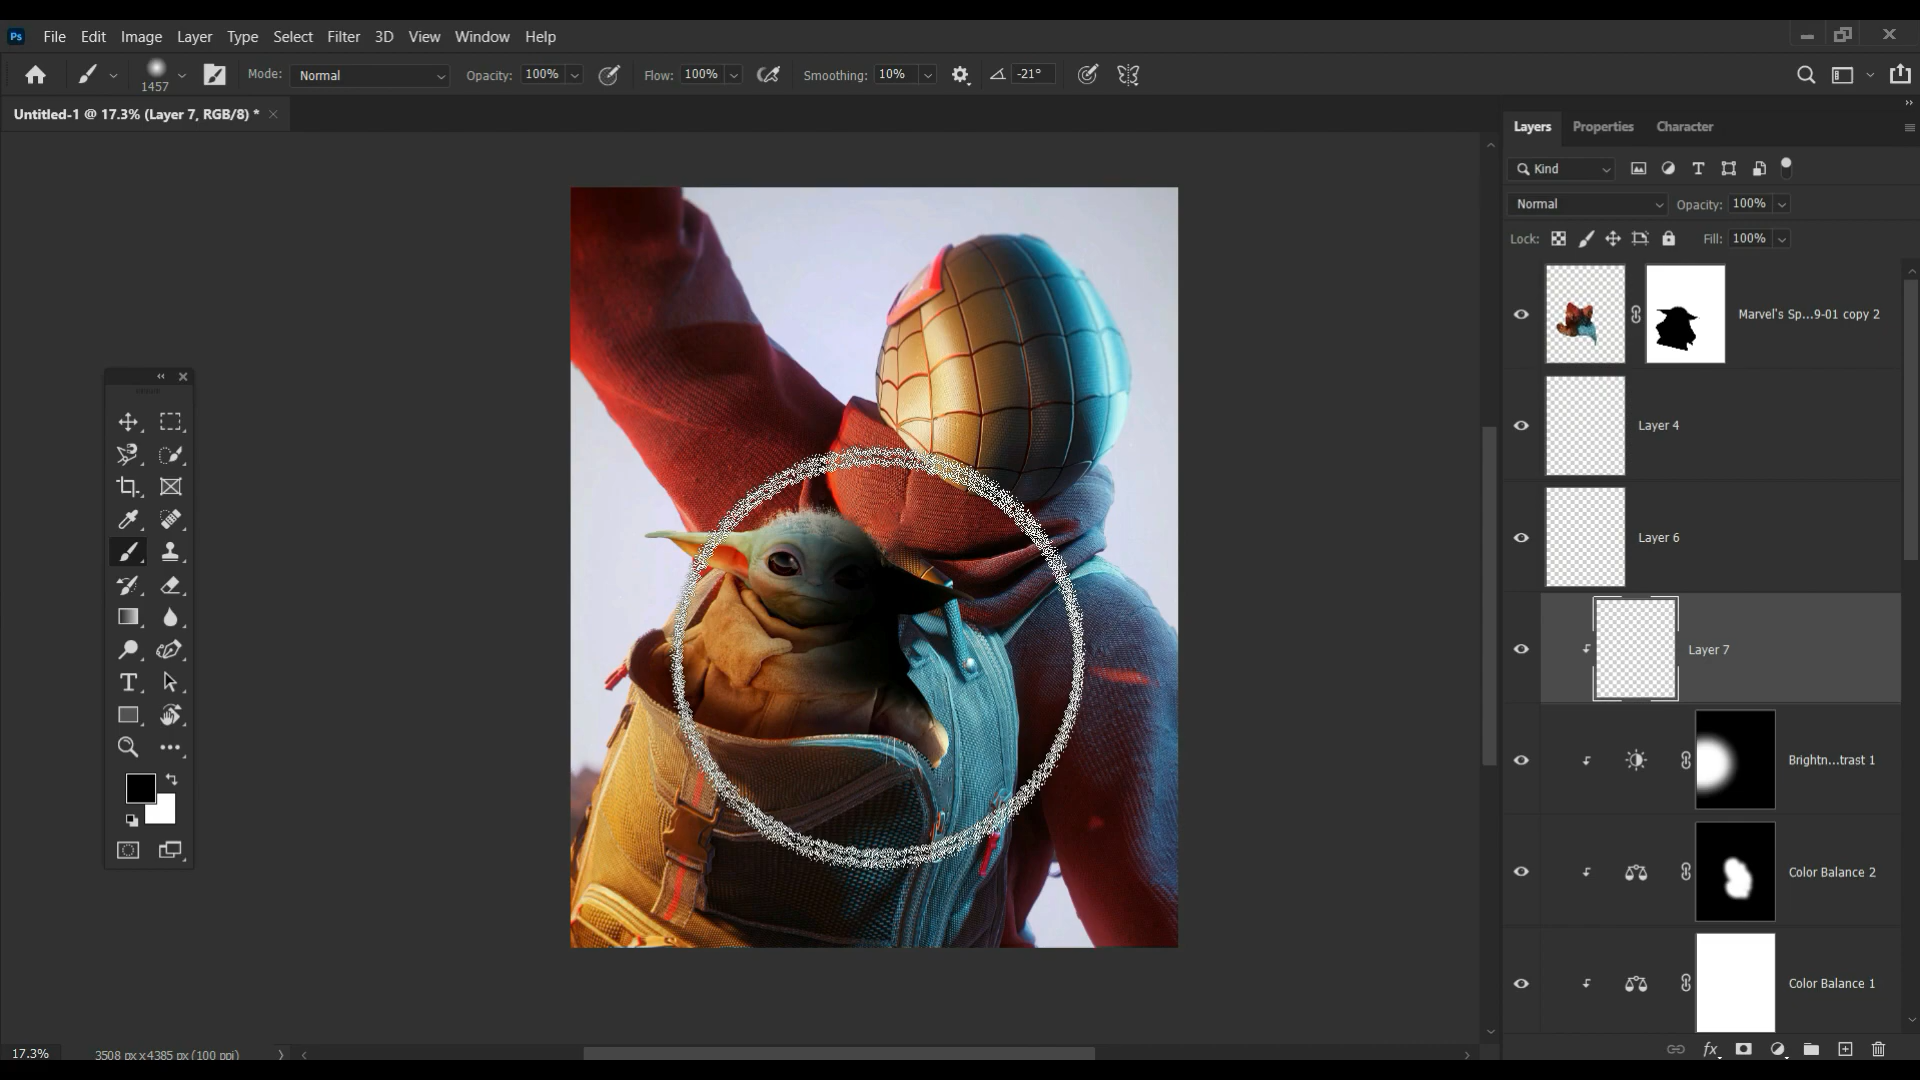 Ps File Edit Image Layer Type Select Filter 3D View Window Help
1457 Mode: Normal Opacity: 100% Flow: 100% Smoothing: 10% -21°
Untitled-1 @ 17.3% (Layer 7, RGB/8) *
Layers Properties Character
Kind
Normal Opacity: 100%
Lock: Fill: 100%
Marvel's Sp...9-01 copy 2
Layer 4
Layer 6
Layer 7
Brightn...trast 1
Color Balance 2
Color Balance 1
17.3% 3508 px x 4385 px (100 ppi)
fx